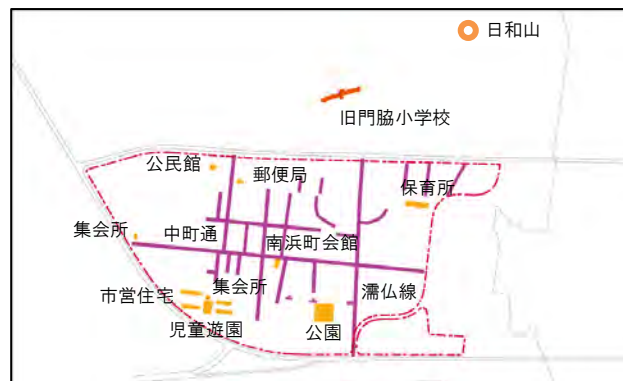 日和山
旧門脇小学校
公民館
郵便局
保育所
集会所
中町通
南浜町会館
集会所
濡仏線
市営住宅
児童遊園
公園